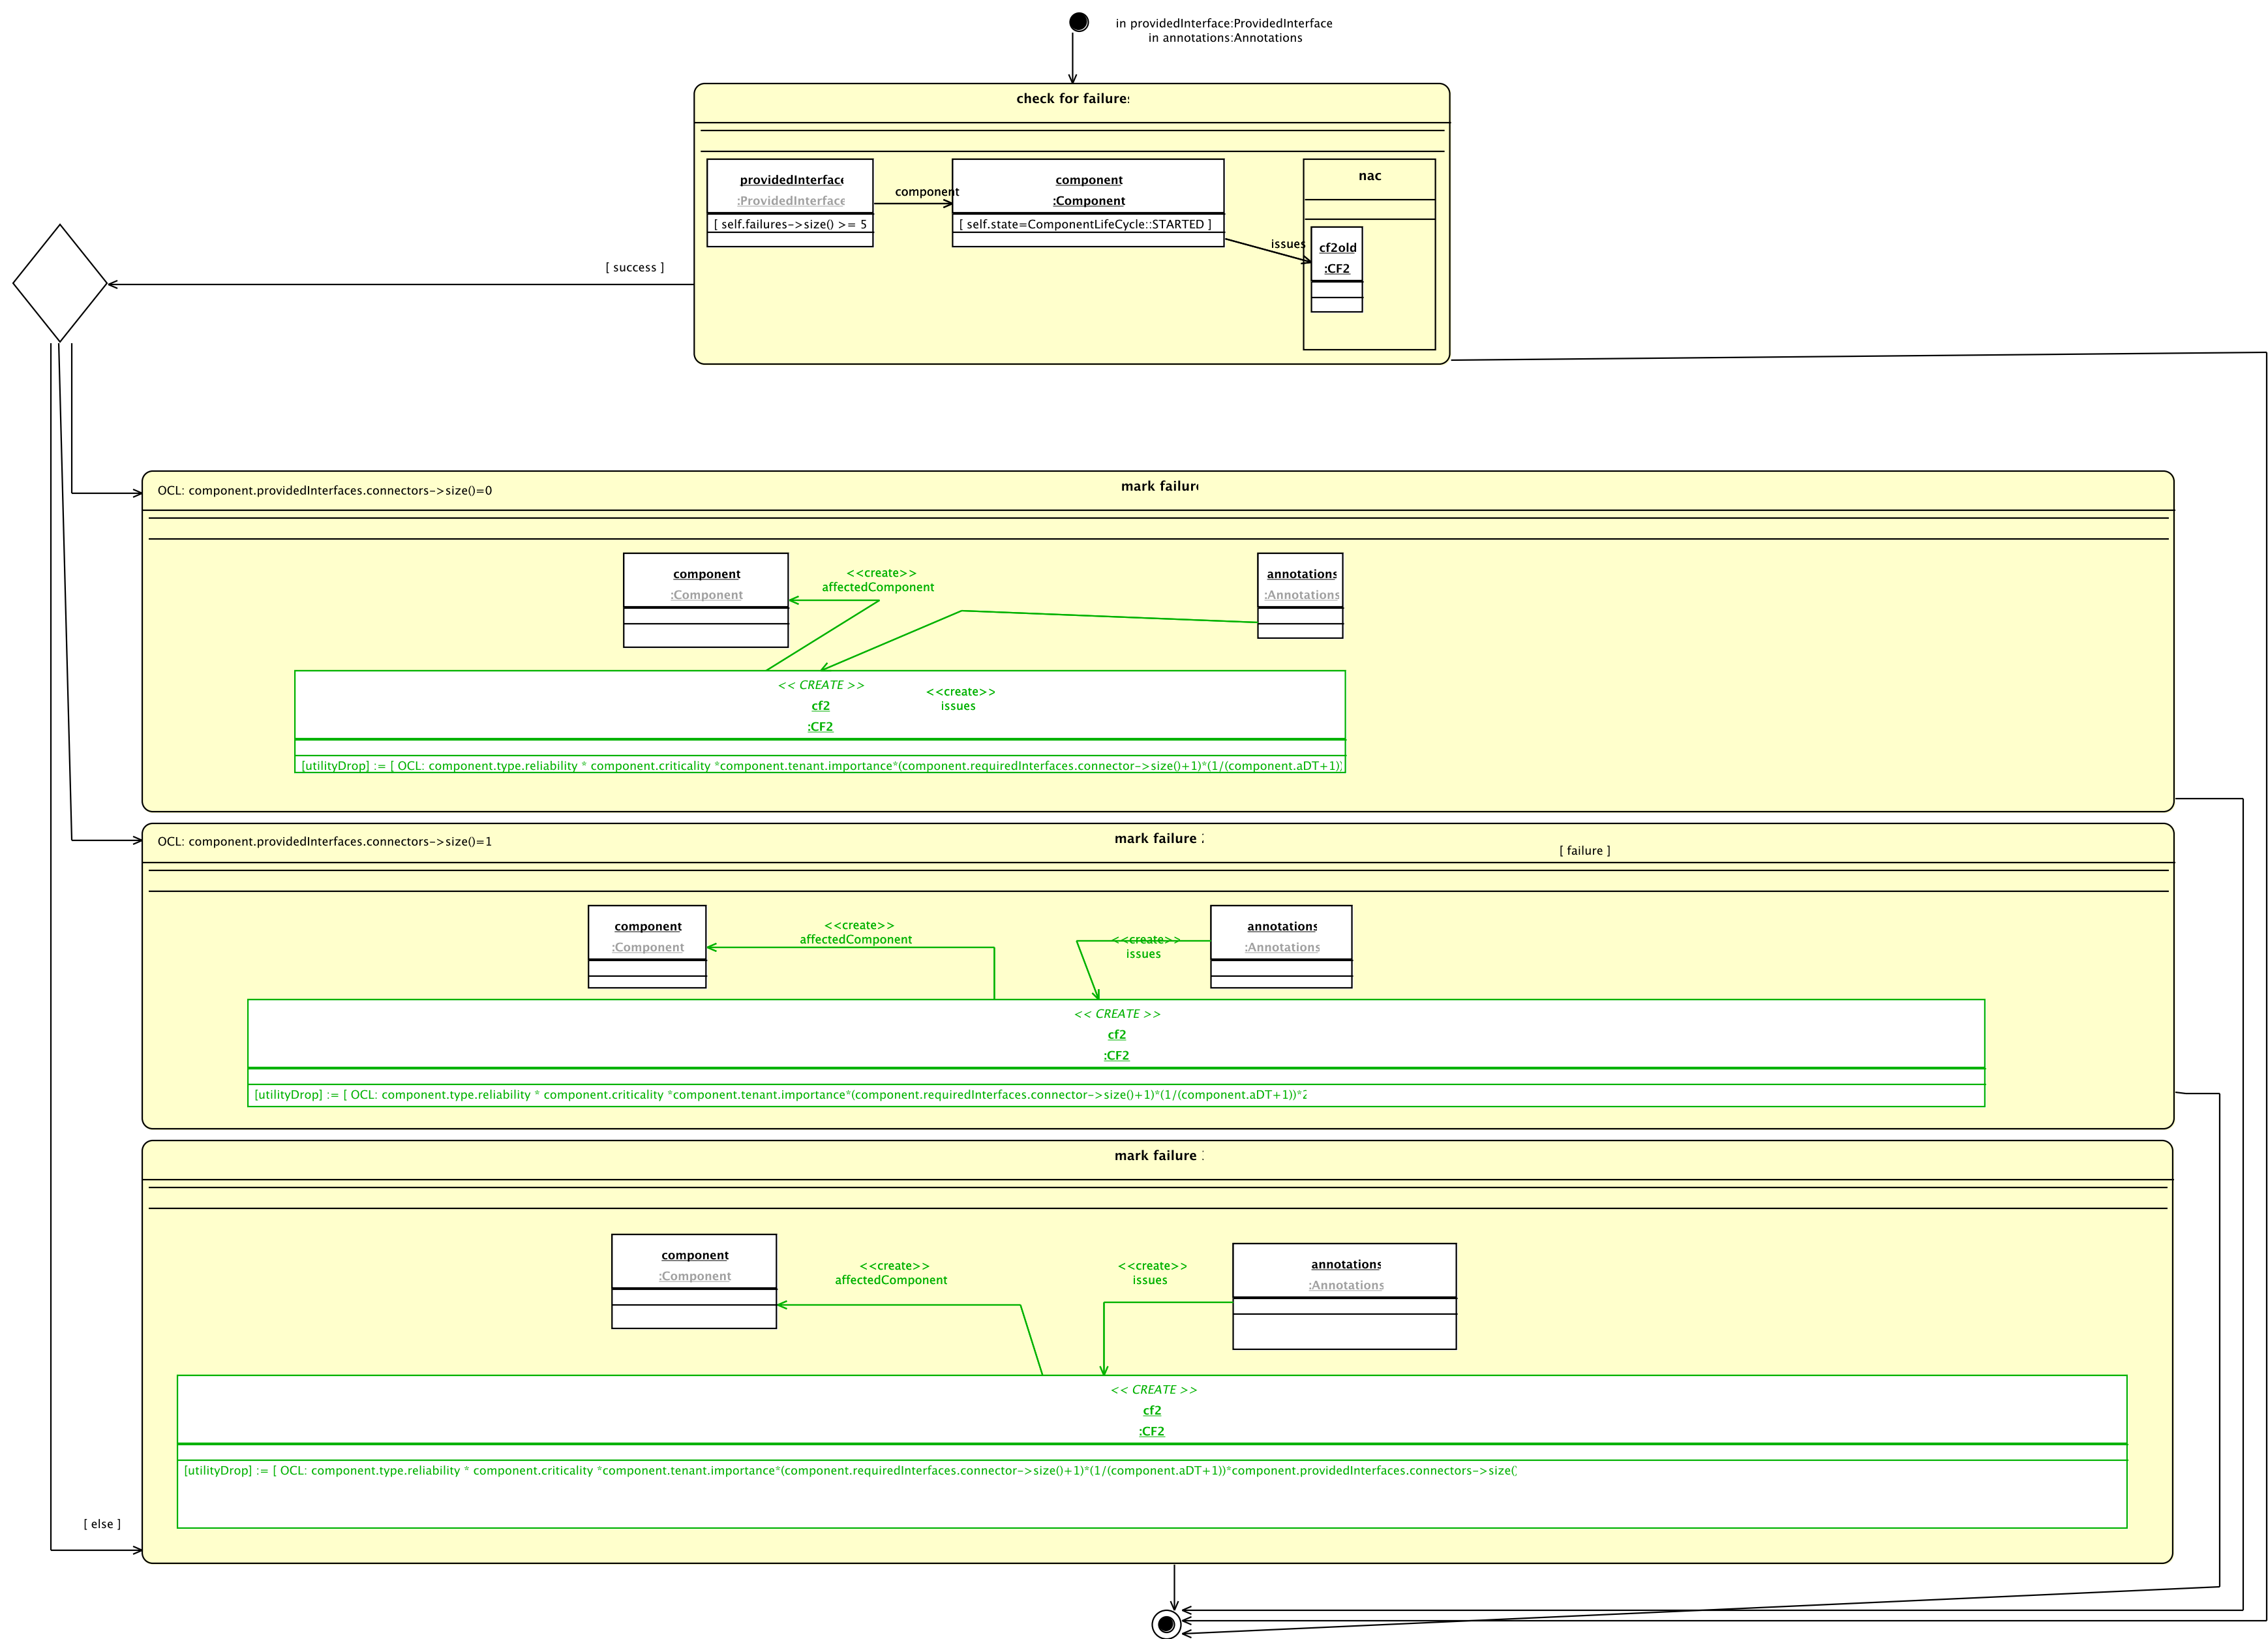 in providedInterface:ProvidedInterface
in annotations:Annotations
check for failures
providedInterface
:ProvidedInterface
[ self.failures->size() >= 5
component
component
:Component
[ self.state=ComponentLifeCycle::STARTED ]
nac
issues
cf2old
:CF2
[ success ]
OCL: component.providedInterfaces.connectors->size()=0
mark failure
component
:Component
<<create>>
affectedComponent
annotations
:Annotations
<< CREATE >>
cf2
:CF2
<<create>>
issues
[utilityDrop] := [ OCL: component.type.reliability * component.criticality *component.tenant.importance*(component.requiredInterfaces.connector->size()+1)*(1/(component.aDT+1))
OCL: component.providedInterfaces.connectors->size()=1
mark failure
[ failure ]
component
:Component
<<create>>
affectedComponent
<<create>>
issues
annotations
:Annotations
<< CREATE >>
cf2
:CF2
[utilityDrop] := [ OCL: component.type.reliability * component.criticality *component.tenant.importance*(component.requiredInterfaces.connector->size()+1)*(1/(component.aDT+1))*2
mark failure
component
:Component
<<create>>
affectedComponent
<<create>>
issues
annotations
:Annotations
<< CREATE >>
cf2
:CF2
[utilityDrop] := [ OCL: component.type.reliability * component.criticality *component.tenant.importance*(component.requiredInterfaces.connector->size()+1)*(1/(component.aDT+1))*component.providedInterfaces.connectors->size()
[ else ]